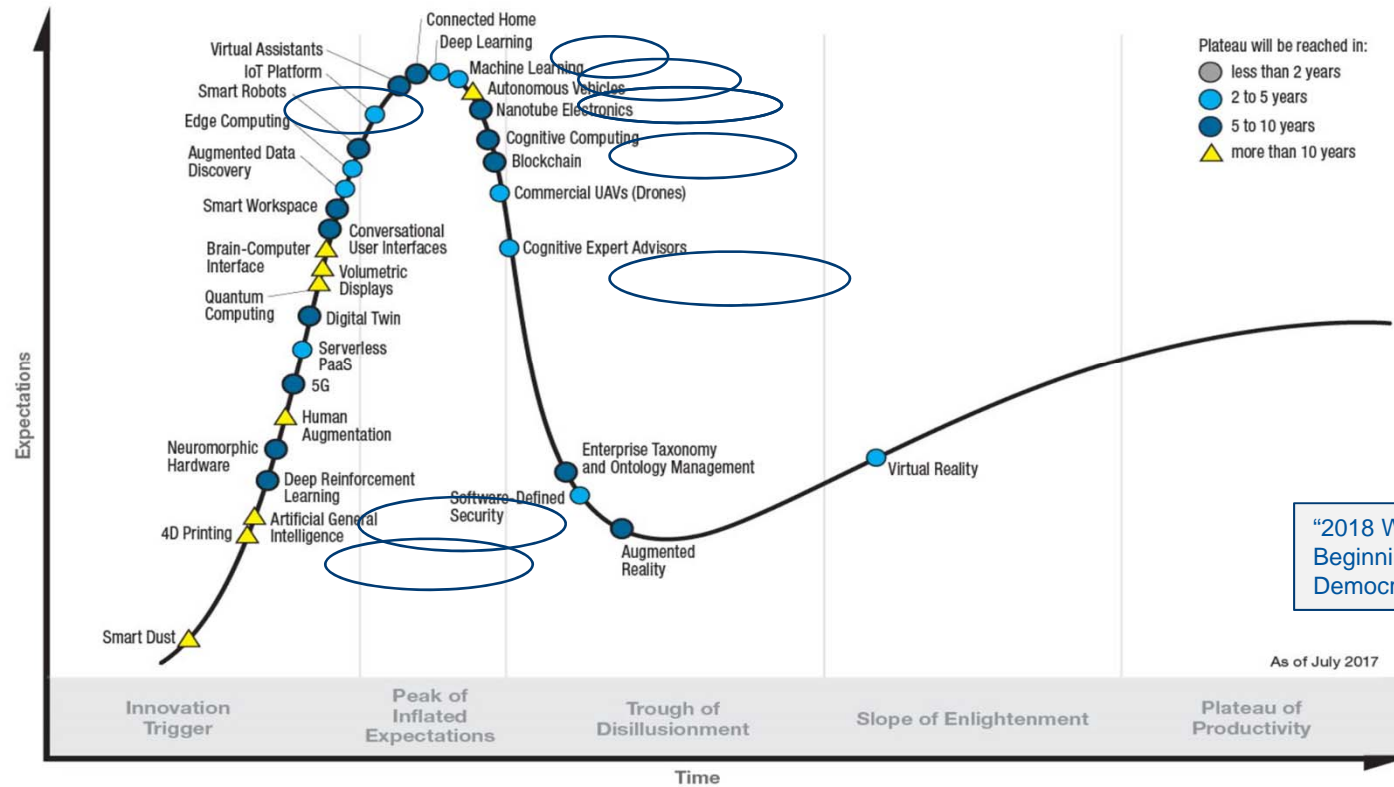 Connected Home
Deep Learning
Virtual Assistants
IoT Platform
Machine Learning
Smart Robots
Autonomous Vehicles
Nanotube Electronics
Edge Computing
Cognitive Computing
Augmented Data
Discovery
Blockchain
Smart Workspace
Commercial UAVs (Drones)
Conversational
User Interfaces
Brain-Computer
Interface
Cognitive Expert Advisors
Volumetric
Displays
Quantum
Computing
Digital Twin
Serverless
PaaS
5G
Human
Augmentation
Neuromorphic
Hardware
Deep Reinforcement
Learning
Artificial General
Intelligence
4D Printing
Smart Dust
Enterprise Taxonomy
and Ontology Management
Software-Defined
Security
Augmented
Reality
Virtual Reality
Plateau will be reached in:
less than 2 years
2 to 5 years
5 to 10 years
more than 10 years
“2018 W
Beginni
Democr
As of July 2017
Expectations
Innovation
Trigger
Peak of
Inflated
Expectations
Trough of
Disillusionment
Slope of Enlightenment
Plateau of
Productivity
Time